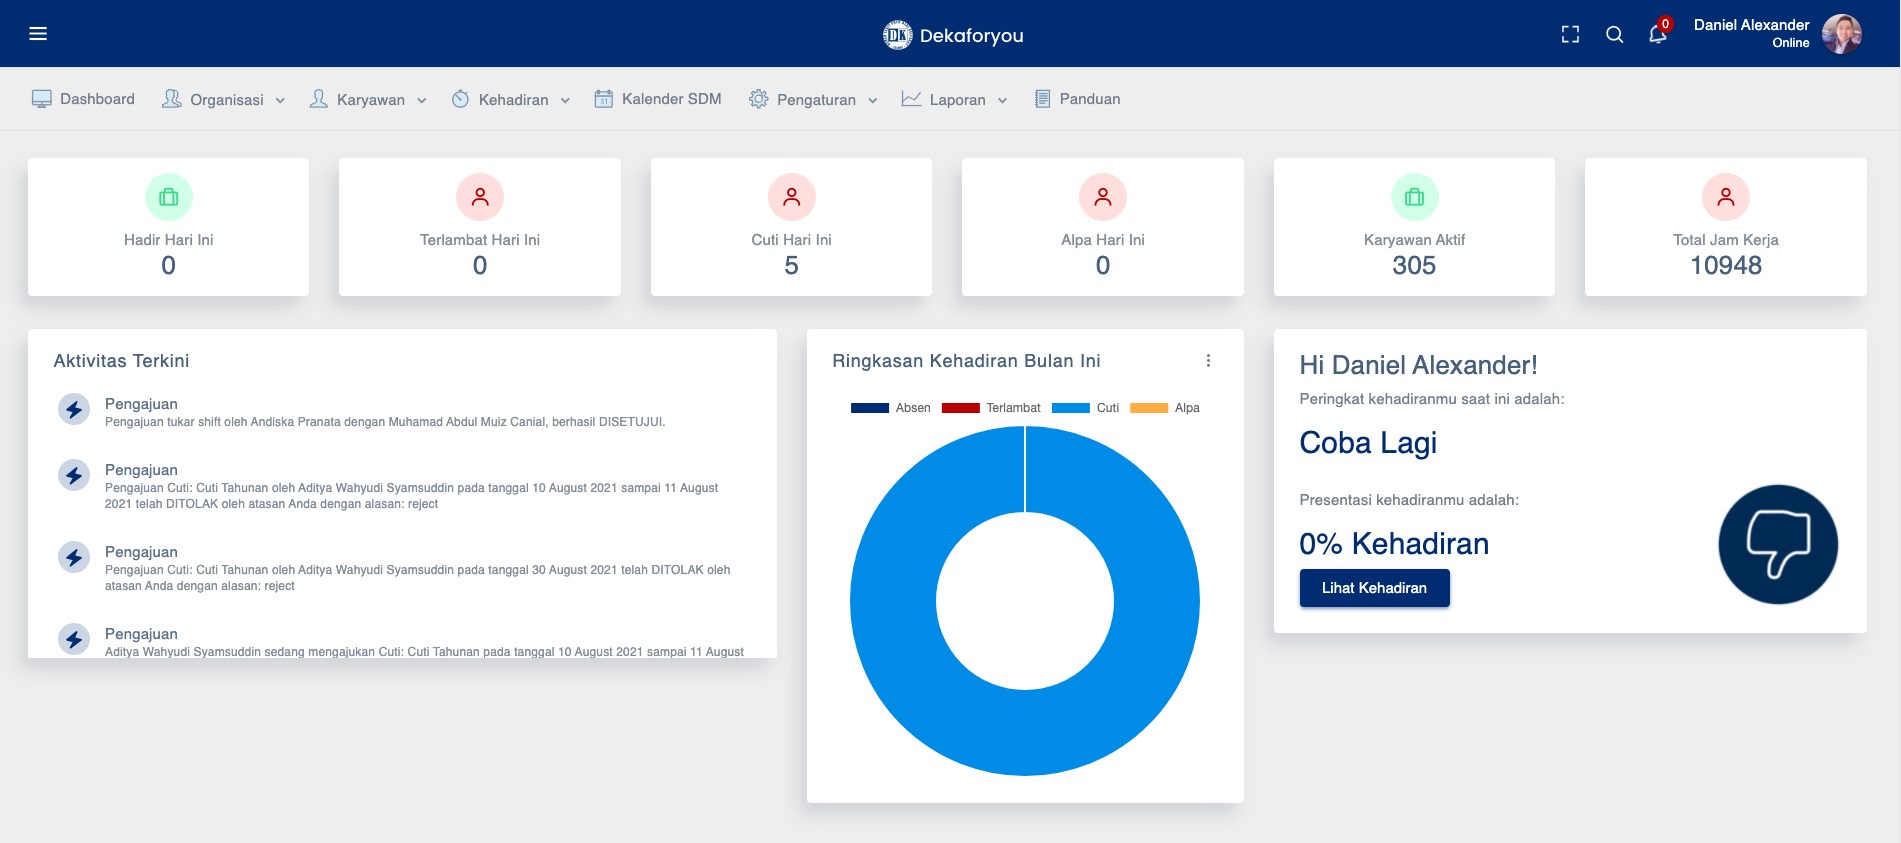 DK Dekaforyou
0
Daniel Alexander
Online
Dashboard
Organisasi
Karyawan
Kehadiran
31
Kalender SDM
Pengaturan
Laporan
Panduan
Hadir Hari Ini
0
Terlambat Hari Ini
0
Cuti Hari Ini
5
Alpa Hari Ini
0
Karyawan Aktif
305
Total Jam Kerja
10948
Aktivitas Terkini
Pengajuan
Pengajuan tukar shift oleh Andiska Pranata dengan Muhamad Abdul Muiz Canial, berhasil DISETUJUI.
Pengajuan
Pengajuan Cuti: Cuti Tahunan oleh Aditya Wahyudi Syamsuddin pada tanggal 10 August 2021 sampai 11 August
2021 telah DITOLAK oleh atasan Anda dengan alasan: reject
Pengajuan
Pengajuan Cuti: Cuti Tahunan oleh Aditya Wahyudi Syamsuddin pada tanggal 30 August 2021 telah DITOLAK oleh
atasan Anda dengan alasan: reject
Pengajuan
Aditya Wahyudi Syamsuddin sedang mengajukan Cuti: Cuti Tahunan pada tanggal 10 August 2021 sampai 11 August
Ringkasan Kehadiran Bulan Ini
Absen
Terlambat
Cuti
Alpa
Hi Daniel Alexander!
Peringkat kehadiranmu saat ini adalah:
Coba Lagi
Presentasi kehadiranmu adalah:
0% Kehadiran
Lihat Kehadiran